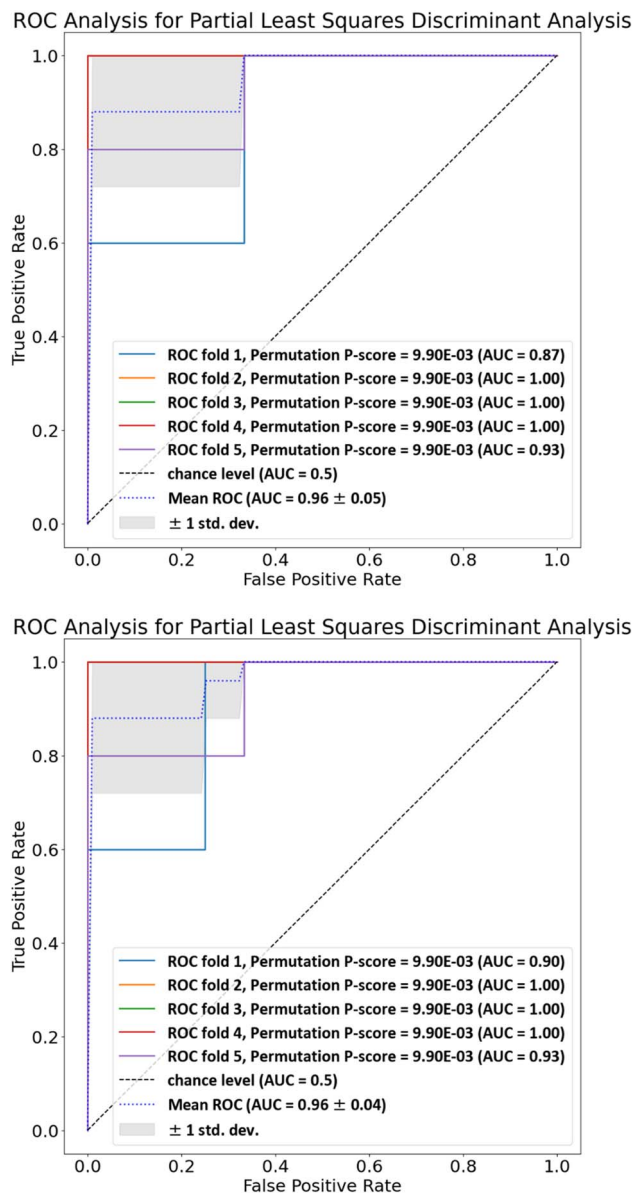 ROC Analysis for Partial Least Squares Discriminant Analysis
1.0
0.8
0.6
0.4
0.2
0.0
True Positive Rate
ROC fold 1, Permutation P-score = 9.90E-03 (AUC = 0.87)
ROC fold 2, Permutation P-score = 9.90E-03 (AUC = 1.00)
ROC fold 3, Permutation P-score = 9.90E-03 (AUC = 1.00)
ROC fold 4, Permutation P-score = 9.90E-03 (AUC = 1.00)
ROC fold 5, Permutation P-score = 9.90E-03 (AUC = 0.93)
chance level (AUC = 0.5)
Mean ROC (AUC = 0.96 ± 0.05)
± 1 std. dev.
0.0 0.2 0.4 0.6 0.8 1.0
False Positive Rate
ROC Analysis for Partial Least Squares Discriminant Analysis
1.0
0.8
0.6
0.4
0.2
0.0
True Positive Rate
ROC fold 1, Permutation P-score = 9.90E-03 (AUC = 0.90)
ROC fold 2, Permutation P-score = 9.90E-03 (AUC = 1.00)
ROC fold 3, Permutation P-score = 9.90E-03 (AUC = 1.00)
ROC fold 4, Permutation P-score = 9.90E-03 (AUC = 1.00)
ROC fold 5, Permutation P-score = 9.90E-03 (AUC = 0.93)
chance level (AUC = 0.5)
Mean ROC (AUC = 0.96 ± 0.04)
± 1 std. dev.
0.0 0.2 0.4 0.6 0.8 1.0
False Positive Rate